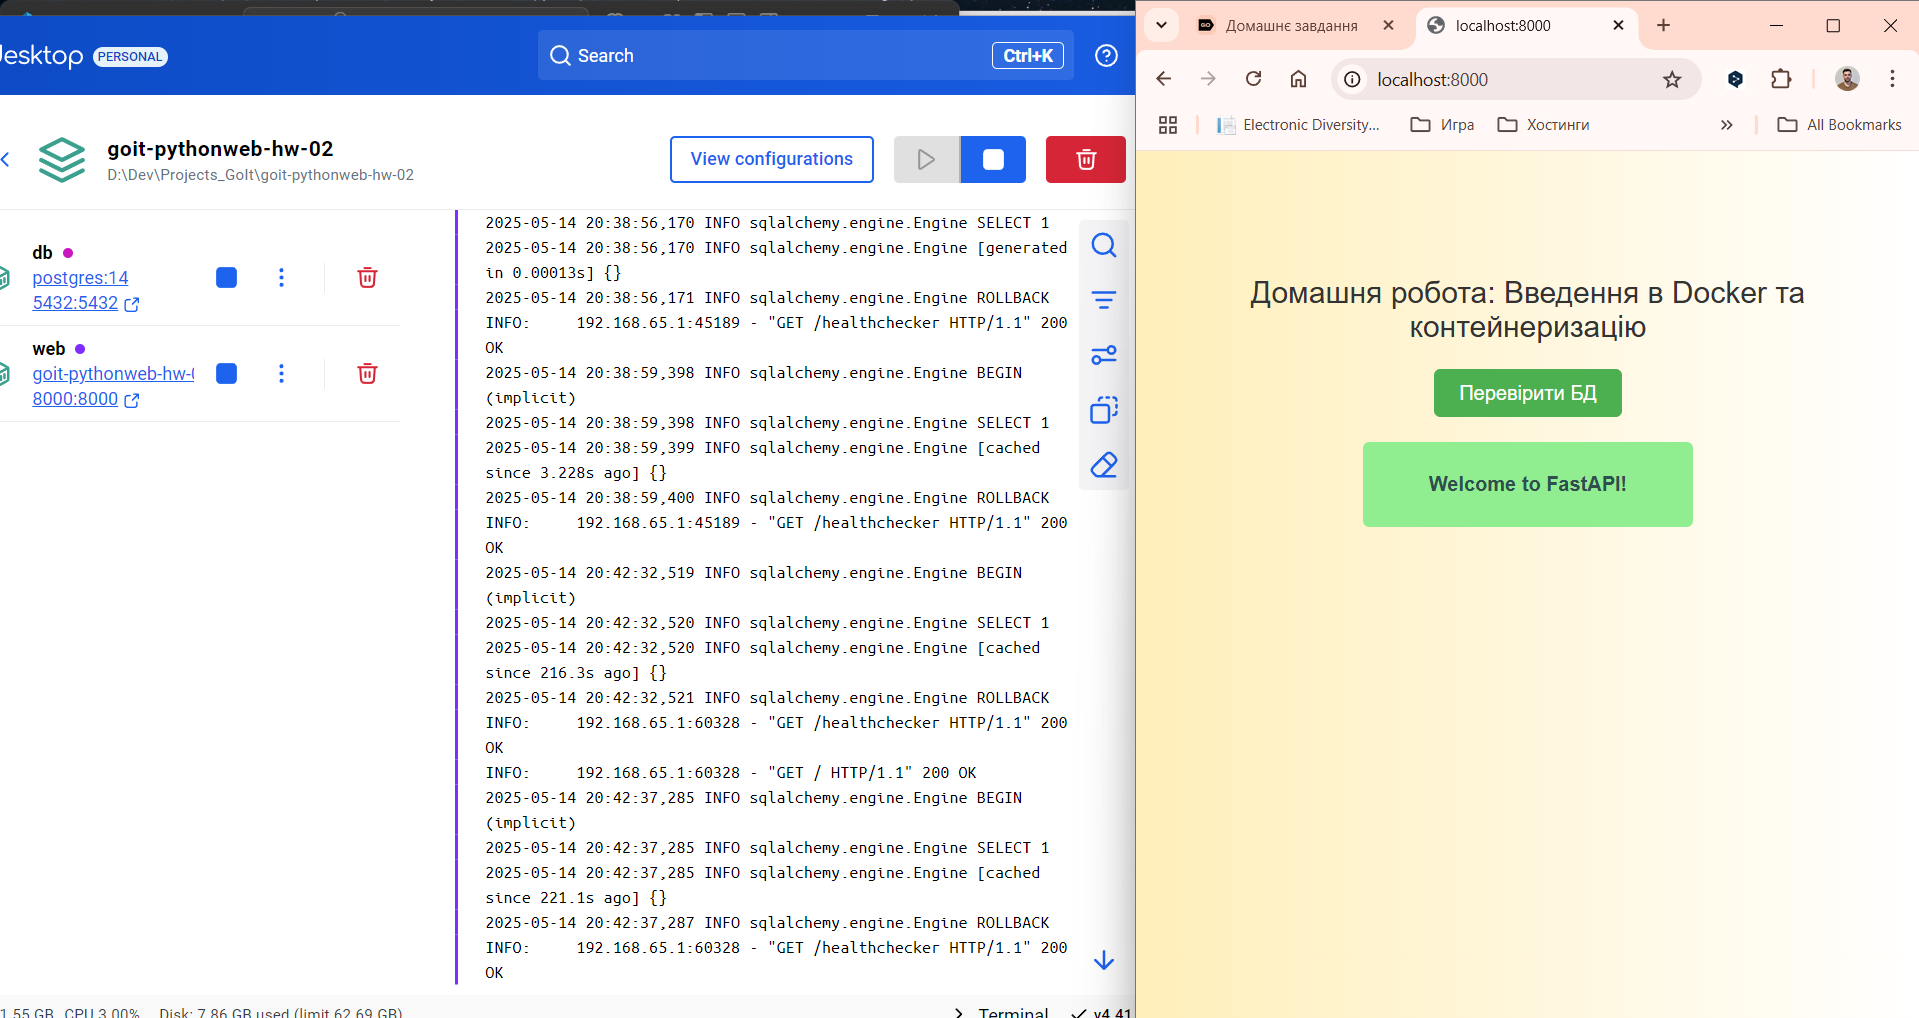 esktop PERSONAL
Search
Ctrl+K
goit-pythonweb-hw-02
D:\Dev\Projects_GoIt\goit-pythonweb-hw-02
View configurations
db
postgres:14
5432:5432
web
goit-pythonweb-hw-
8000:8000
2025-05-14 20:38:56,170 INFO sqlalchemy.engine.Engine SELECT 1
2025-05-14 20:38:56,170 INFO sqlalchemy.engine.Engine [generated
in 0.00013s] {}
2025-05-14 20:38:56,171 INFO sqlalchemy.engine.Engine ROLLBACK
INFO:     192.168.65.1:45189 - "GET /healthchecker HTTP/1.1" 200
OK
2025-05-14 20:38:59,398 INFO sqlalchemy.engine.Engine BEGIN
(implicit)
2025-05-14 20:38:59,398 INFO sqlalchemy.engine.Engine SELECT 1
2025-05-14 20:38:59,399 INFO sqlalchemy.engine.Engine [cached
since 3.228s ago] {}
2025-05-14 20:38:59,400 INFO sqlalchemy.engine.Engine ROLLBACK
INFO:     192.168.65.1:45189 - "GET /healthchecker HTTP/1.1" 200
OK
2025-05-14 20:42:32,519 INFO sqlalchemy.engine.Engine BEGIN
(implicit)
2025-05-14 20:42:32,520 INFO sqlalchemy.engine.Engine SELECT 1
2025-05-14 20:42:32,520 INFO sqlalchemy.engine.Engine [cached
since 216.3s ago] {}
2025-05-14 20:42:32,521 INFO sqlalchemy.engine.Engine ROLLBACK
INFO:     192.168.65.1:60328 - "GET /healthchecker HTTP/1.1" 200
OK
INFO:     192.168.65.1:60328 - "GET / HTTP/1.1" 200 OK
2025-05-14 20:42:37,285 INFO sqlalchemy.engine.Engine BEGIN
(implicit)
2025-05-14 20:42:37,285 INFO sqlalchemy.engine.Engine SELECT 1
2025-05-14 20:42:37,285 INFO sqlalchemy.engine.Engine [cached
since 221.1s ago] {}
2025-05-14 20:42:37,287 INFO sqlalchemy.engine.Engine ROLLBACK
INFO:     192.168.65.1:60328 - "GET /healthchecker HTTP/1.1" 200
OK
1.55 GB CPU 3.00% Disk: 7.86 GB used (limit 62.69 GB)
Terminal
v4.41
Домашнє завдання
localhost:8000
localhost:8000
Electronic Diversity...
Игра
Хостинги
All Bookmarks
Домашня робота: Введення в Docker та
контейнеризацію
Перевірити БД
Welcome to FastAPI!